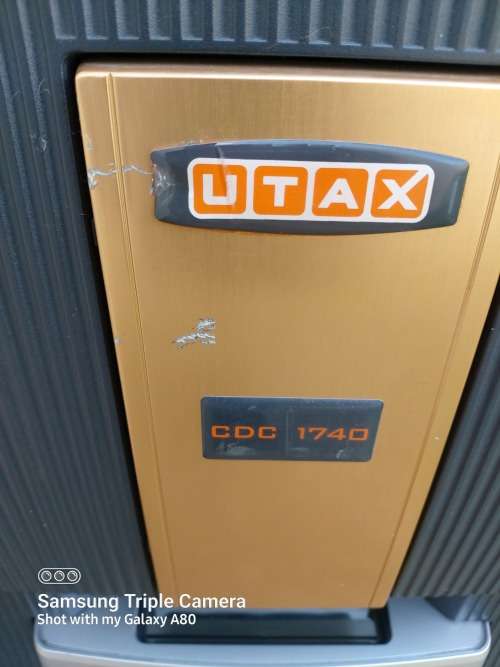 UTAX
CDC 1740
Samsung Triple Camera
Shot with my Galaxy A80